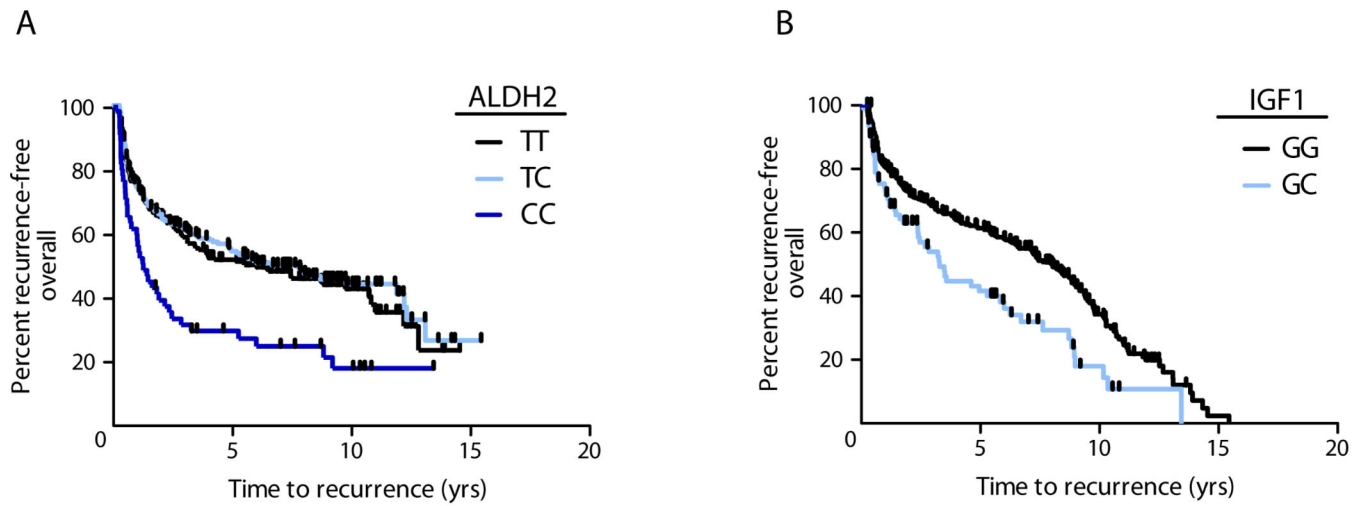 A
ALDH2
TT
TC
CC
Percent recurrence-free
overall
100
80
60
40
20
0
5
10
15
20
Time to recurrence (yrs)
B
IGF1
GG
GC
Percent recurrence-free
overall
100
80
60
40
20
0
5
10
15
20
Time to recurrence (yrs)